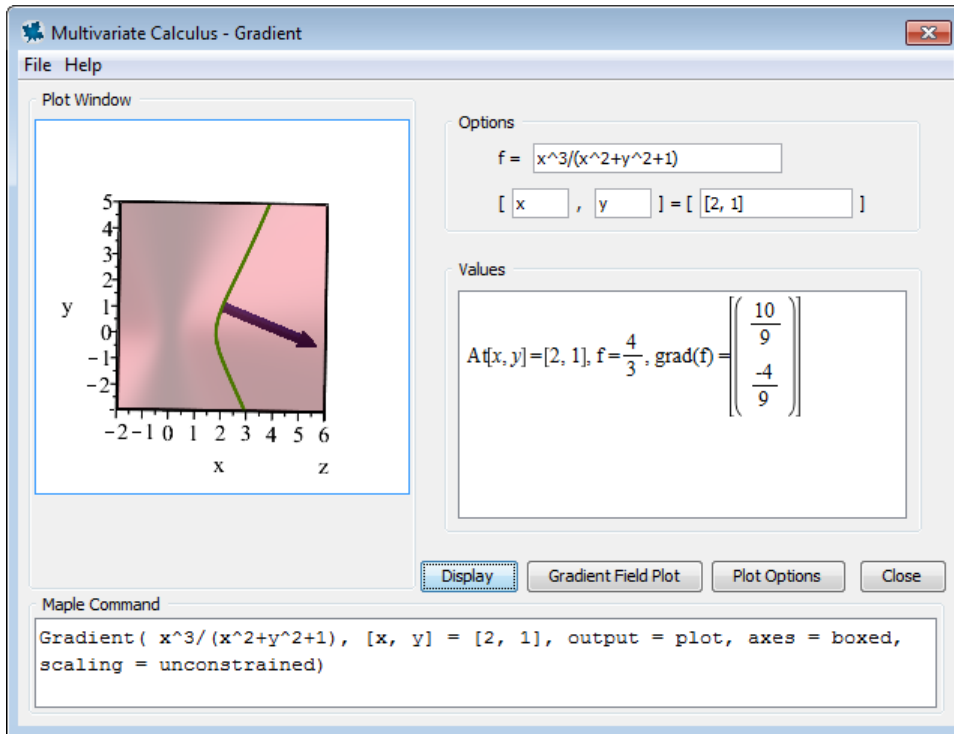 Multivariate Calculus - Gradient
File Help
Plot Window
5
4
3
2
1
0
-1
-2
y
-2 -1 0 1 2 3 4 5 6
x z
Options
f = x^3/(x^2+y^2+1)
[ x , y ] = [ [2, 1] ]
Values
At[x, y]=[2, 1], f=4/3, grad(f)=[(10/9 -4/9)]
Display Gradient Field Plot Plot Options Close
Maple Command
Gradient( x^3/(x^2+y^2+1), [x, y] = [2, 1], output = plot, axes = boxed,
scaling = unconstrained)